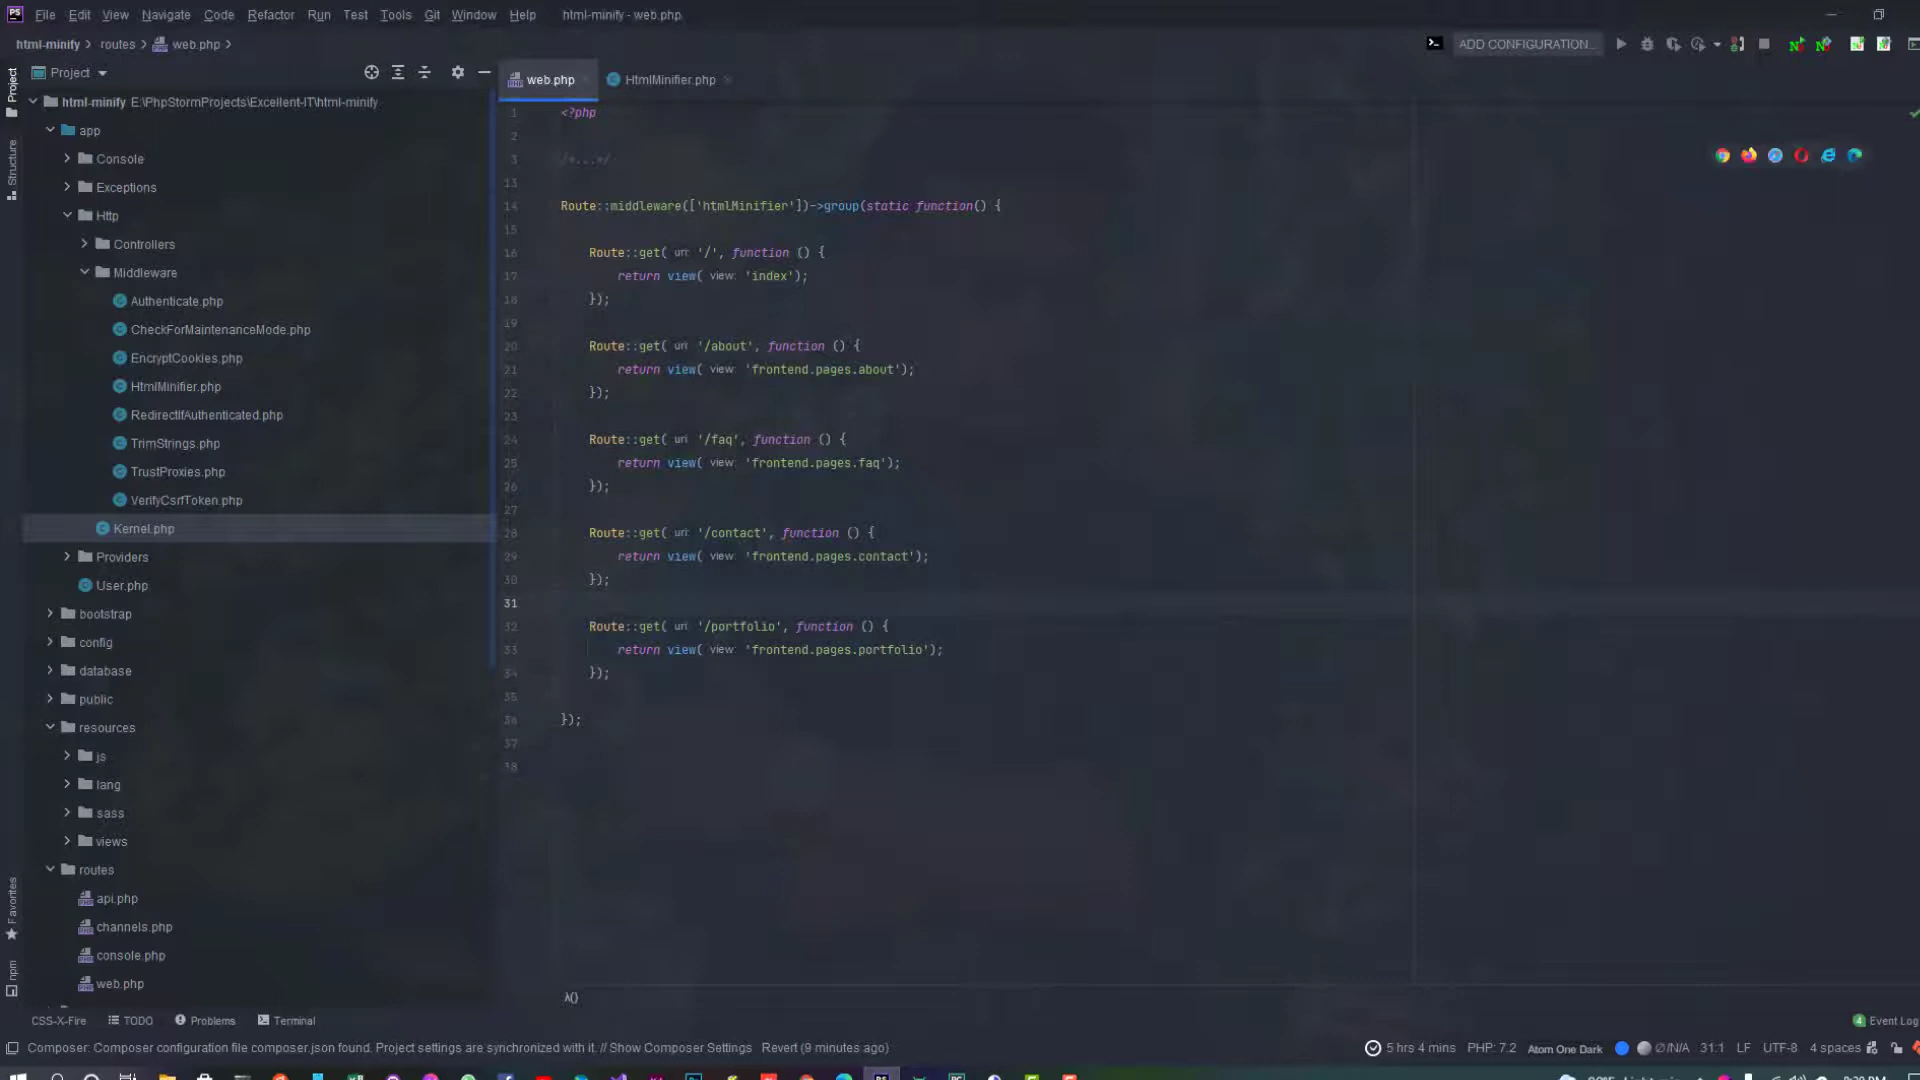 PS File Edit View Navigate Code Refactor Run Test Tools Git Window Help html-minify - web.php
html-minify routes web.php
ADD CONFIGURATION...
Project
Project
Structure
Favorites
npm
html-minify E:\PhpStormProjects\Excellent-IT\html-minify
app
Console
Exceptions
Http
Controllers
Middleware
Authenticate.php
CheckForMaintenanceMode.php
EncryptCookies.php
HtmlMinifier.php
RedirectIfAuthenticated.php
TrimStrings.php
TrustProxies.php
VerifyCsrfToken.php
Kernel.php
Providers
User.php
bootstrap
config
database
public
resources
js
lang
sass
views
routes
api.php
channels.php
console.php
web.php
web.php HtmlMinifier.php
1 <?php
2
3 /*...*/
13
14 Route::middleware(['htmlMinifier'])->group(static function() {
15
16 Route::get( uri: '/', function () {
17 return view( view: 'index');
18 });
19
20 Route::get( uri: '/about', function () {
21 return view( view: 'frontend.pages.about');
22 });
23
24 Route::get( uri: '/faq', function () {
25 return view( view: 'frontend.pages.faq');
26 });
27
28 Route::get( uri: '/contact', function () {
29 return view( view: 'frontend.pages.contact');
30 });
31
32 Route::get( uri: '/portfolio', function () {
33 return view( view: 'frontend.pages.portfolio');
34 });
35
36 });
37
38
λ()
CSS-X-Fire TODO Problems Terminal
4 Event Log
Composer: Composer configuration file composer.json found. Project settings are synchronized with it. // Show Composer Settings Revert (9 minutes ago)
5 hrs 4 mins PHP: 7.2 Atom One Dark ∅/N/A 31:1 LF UTF-8 4 spaces